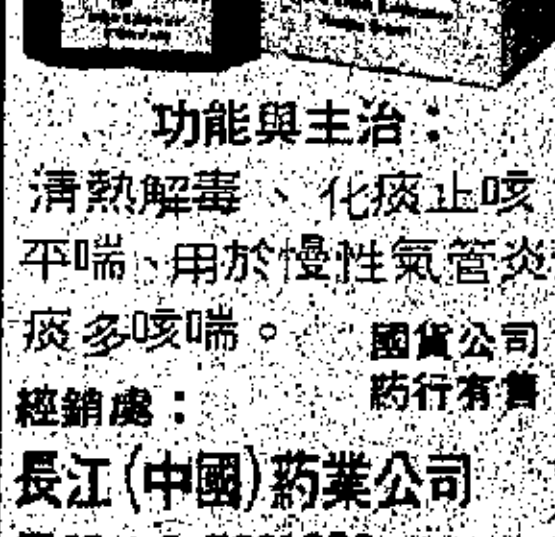 功能與主治：
清熱解毒、化痰止咳
平喘、用於慢性氣管炎
痰多咳喘。
國貨公司
葯行有售
經銷處：
長江(中國)葯業公司